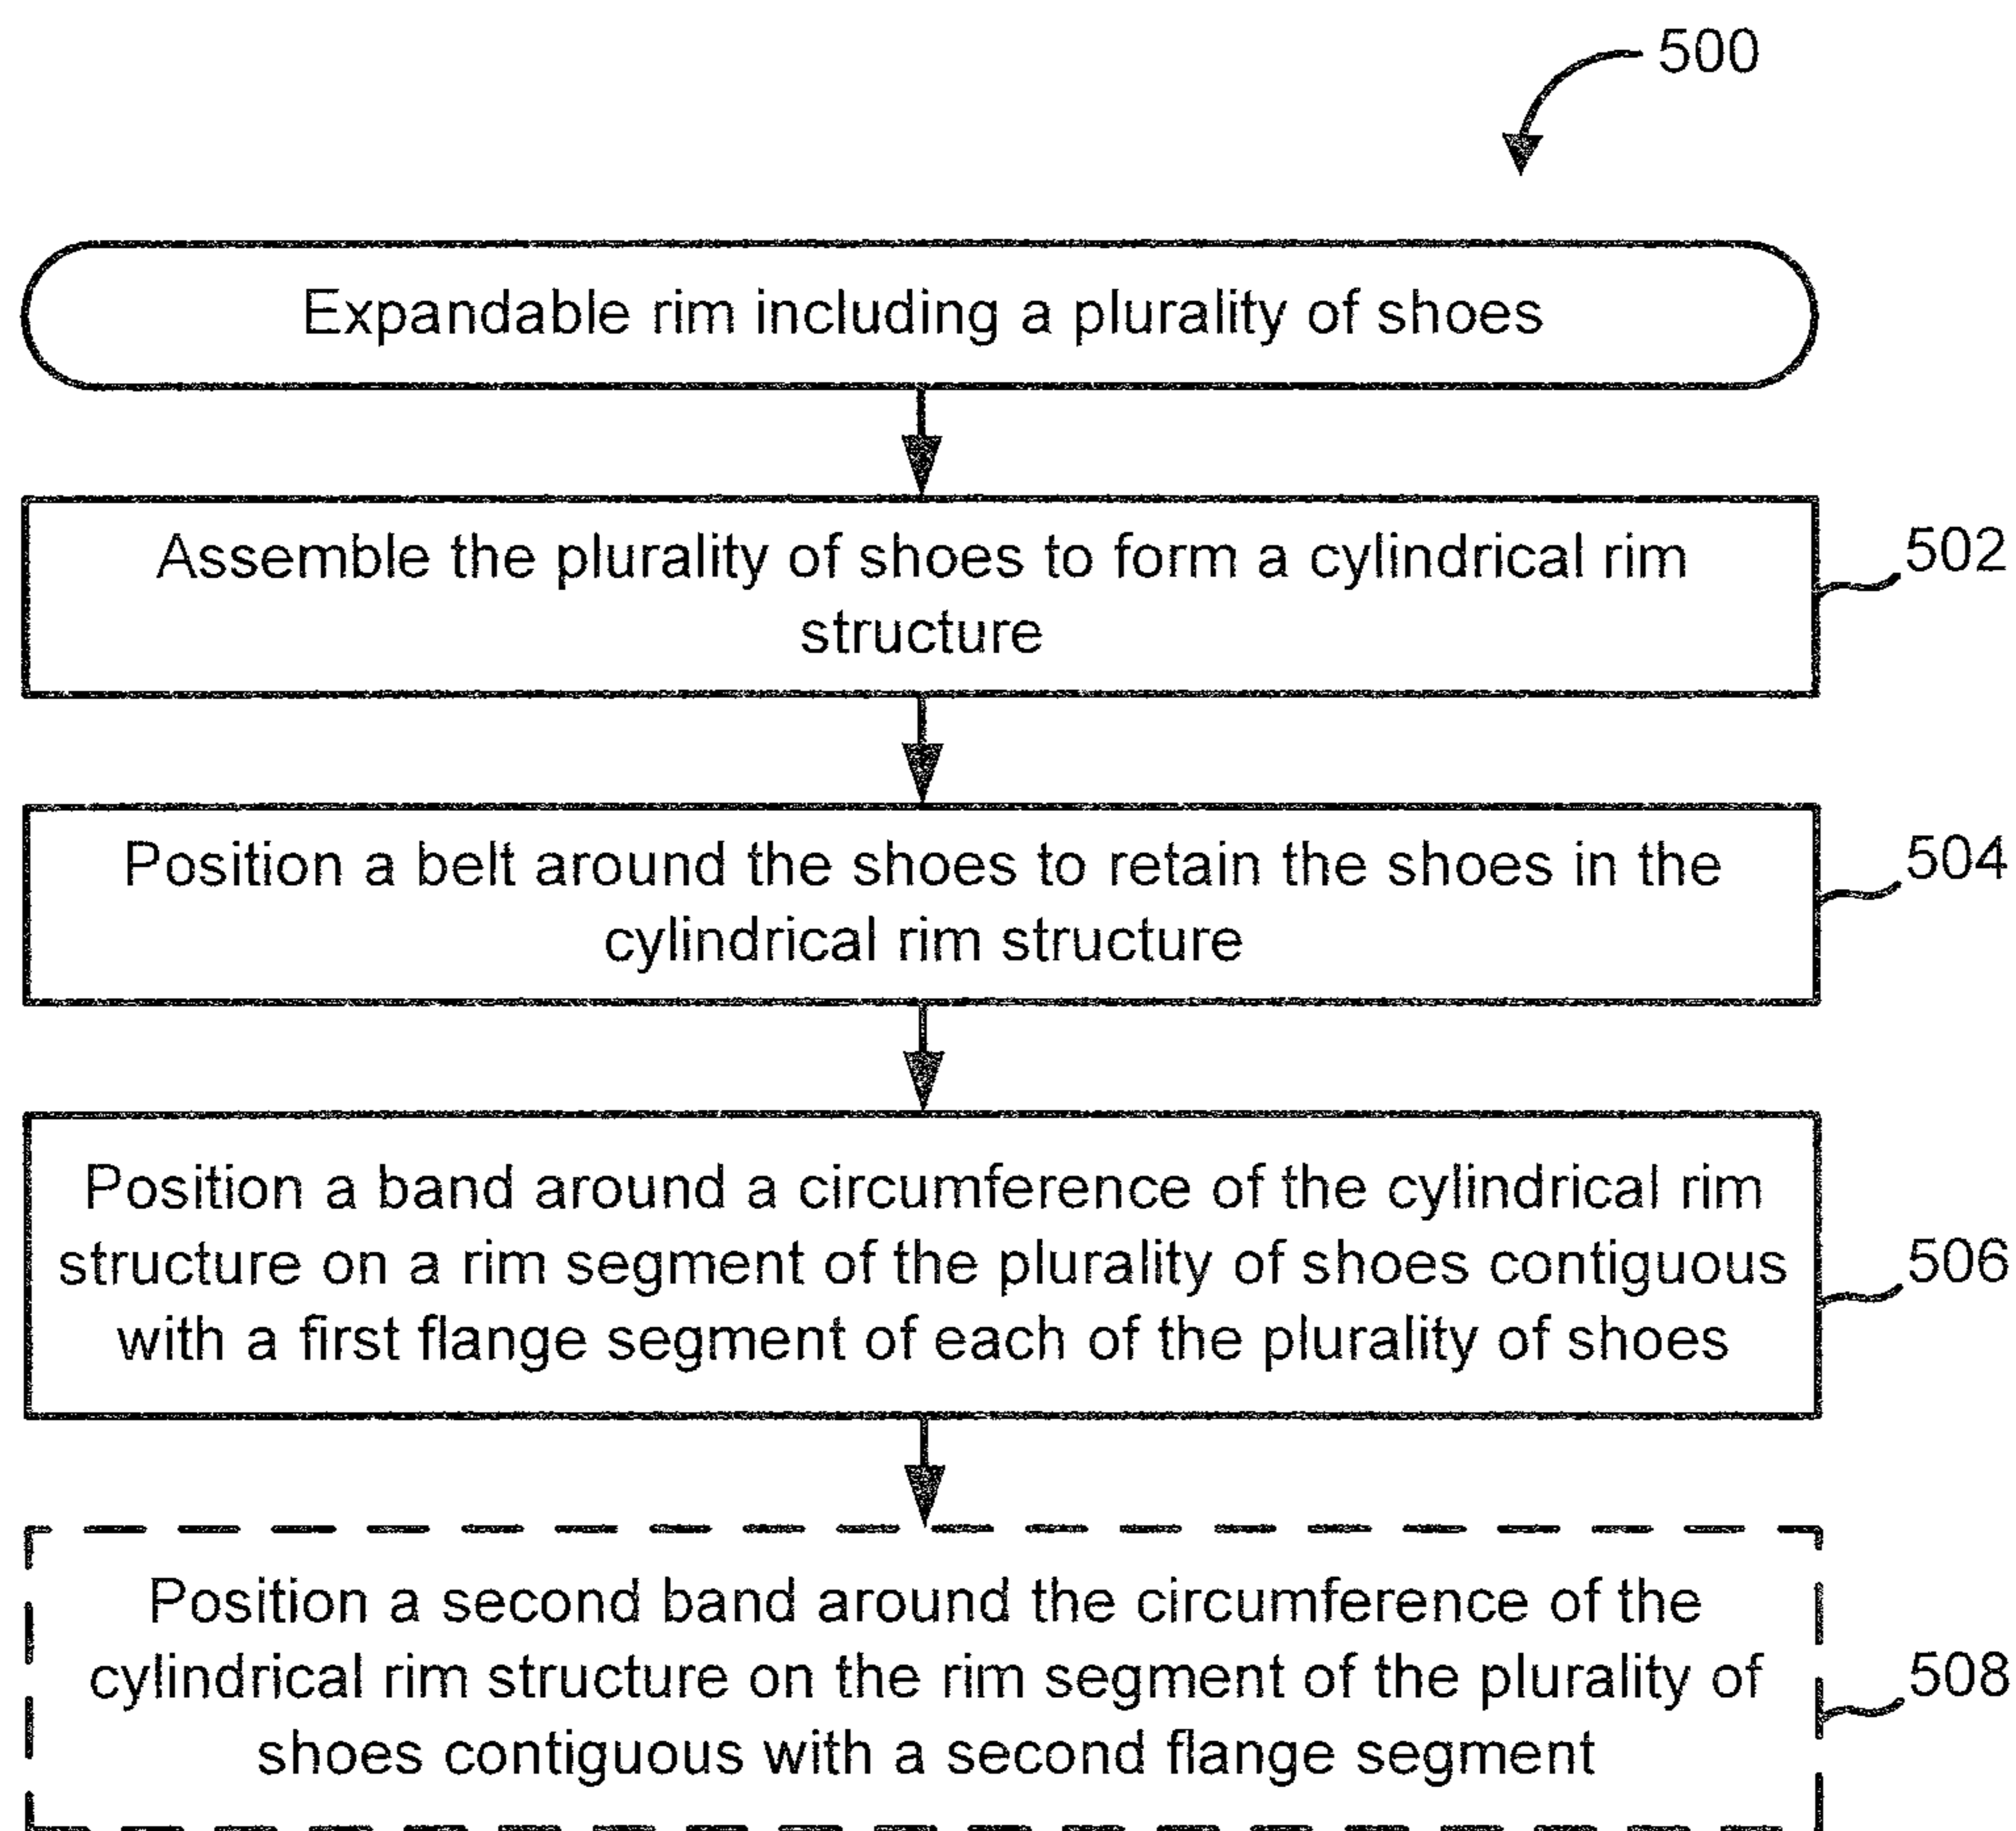 500
Expandable rim including a plurality of shoes
Assemble the plurality of shoes to form a cylindrical rim
structure
502
Position a belt around the shoes to retain the shoes in the
cylindrical rim structure
504
Position a band around a circumference of the cylindrical rim
structure on a rim segment of the plurality of shoes contiguous
with a first flange segment of each of the plurality of shoes
506
Position a second band around the circumference of the
cylindrical rim structure on the rim segment of the plurality of
shoes contiguous with a second flange segment
508